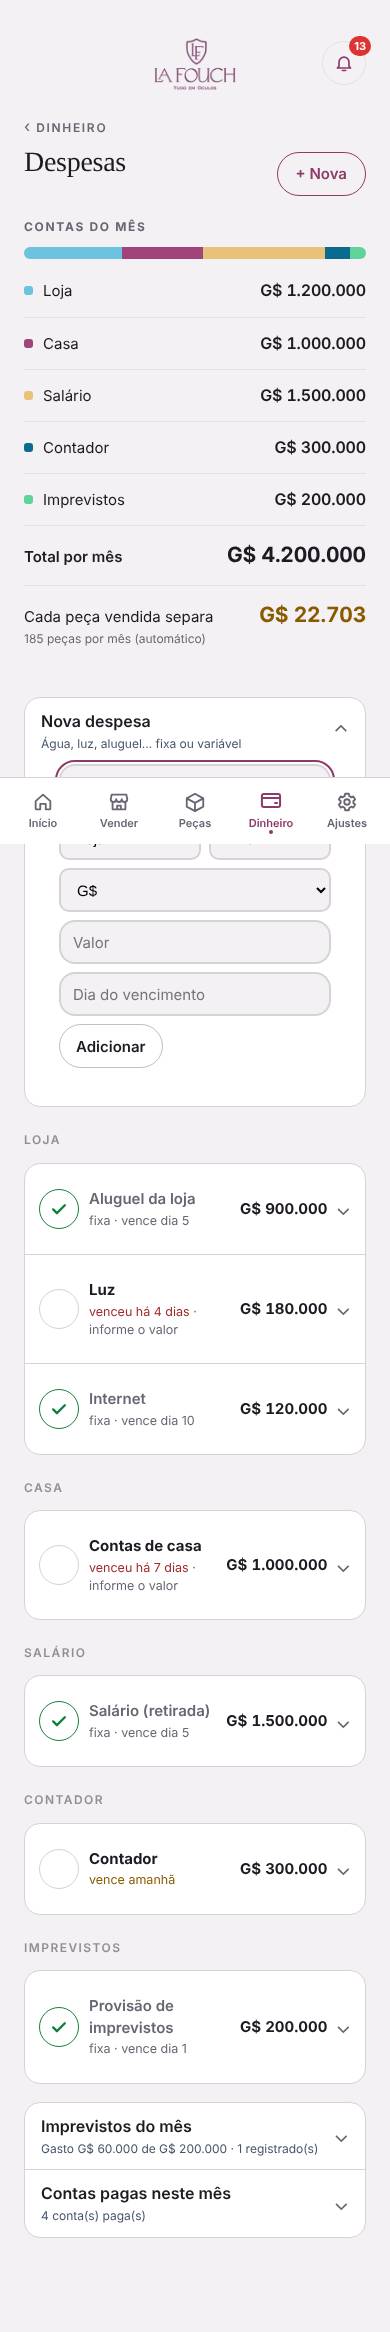 LF
LA FOUCH
TUDO EM ÓCULOS
13
‹ DINHEIRO
Despesas
+ Nova
CONTAS DO MÊS
Loja G$ 1.200.000
Casa G$ 1.000.000
Salário G$ 1.500.000
Contador G$ 300.000
Imprevistos G$ 200.000
Total por mês G$ 4.200.000
Cada peça vendida separa G$ 22.703
185 peças por mês (automático)
Nova despesa
Água, luz, aluguel... fixa ou variável
Início Vender Peças Dinheiro Ajustes
G$
Valor
Dia do vencimento
Adicionar
LOJA
Aluguel da loja G$ 900.000
fixa · vence dia 5
Luz G$ 180.000
venceu há 4 dias ·
informe o valor
Internet G$ 120.000
fixa · vence dia 10
CASA
Contas de casa G$ 1.000.000
venceu há 7 dias ·
informe o valor
SALÁRIO
Salário (retirada) G$ 1.500.000
fixa · vence dia 5
CONTADOR
Contador G$ 300.000
vence amanhã
IMPREVISTOS
Provisão de
imprevistos G$ 200.000
fixa · vence dia 1
Imprevistos do mês
Gasto G$ 60.000 de G$ 200.000 · 1 registrado(s)
Contas pagas neste mês
4 conta(s) paga(s)